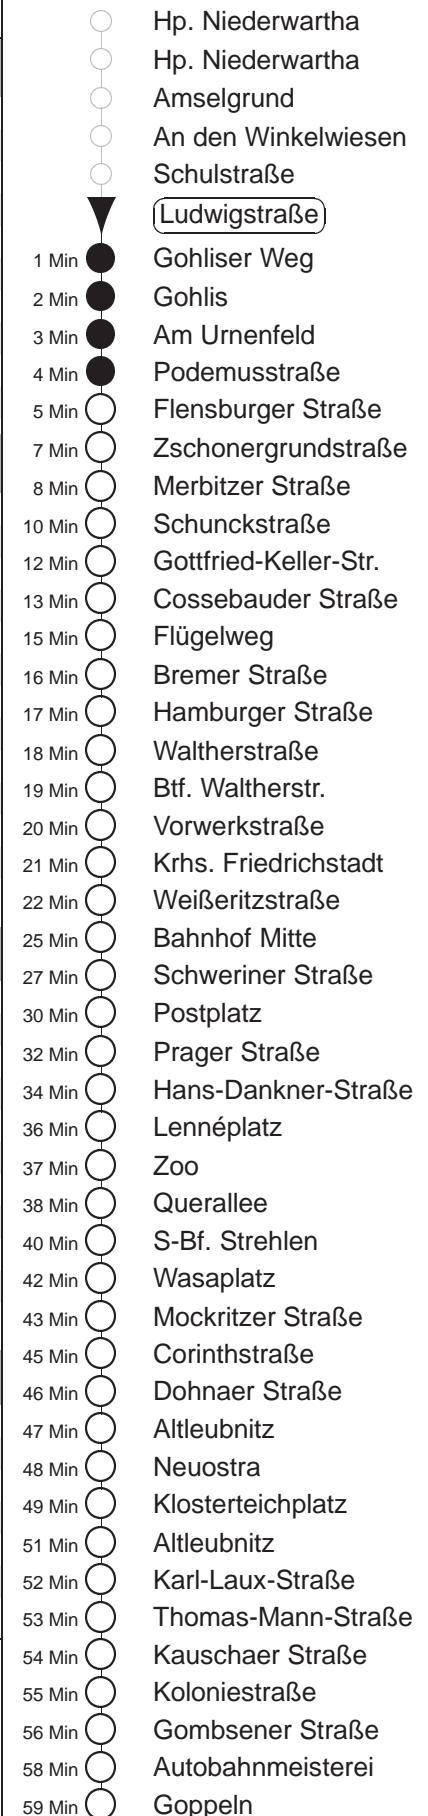 Hp. Niederwartha
Hp. Niederwartha
Amselgrund
An den Winkelwiesen
Schulstraße
Ludwigstraße
1 Min Gohliser Weg
2 Min Gohlis
3 Min Am Urnenfeld
4 Min Podemusstraße
5 Min Flensburger Straße
7 Min Zschonergrundstraße
8 Min Merbitzer Straße
10 Min Schunckstraße
12 Min Gottfried-Keller-Str.
13 Min Cossebauder Straße
15 Min Flügelweg
16 Min Bremer Straße
17 Min Hamburger Straße
18 Min Waltherstraße
19 Min Btf. Waltherstr.
20 Min Vorwerkstraße
21 Min Krhs. Friedrichstadt
22 Min Weißeritzstraße
25 Min Bahnhof Mitte
27 Min Schweriner Straße
30 Min Postplatz
32 Min Prager Straße
34 Min Hans-Dankner-Straße
36 Min Lennéplatz
37 Min Zoo
38 Min Querallee
40 Min S-Bf. Strehlen
42 Min Wasaplatz
43 Min Mockritzer Straße
45 Min Corinthstraße
46 Min Dohnaer Straße
47 Min Altleubnitz
48 Min Neuostra
49 Min Klosterteichplatz
51 Min Altleubnitz
52 Min Karl-Laux-Straße
53 Min Thomas-Mann-Straße
54 Min Kauschaer Straße
55 Min Koloniestraße
56 Min Gombsener Straße
58 Min Autobahnmeisterei
59 Min Goppeln